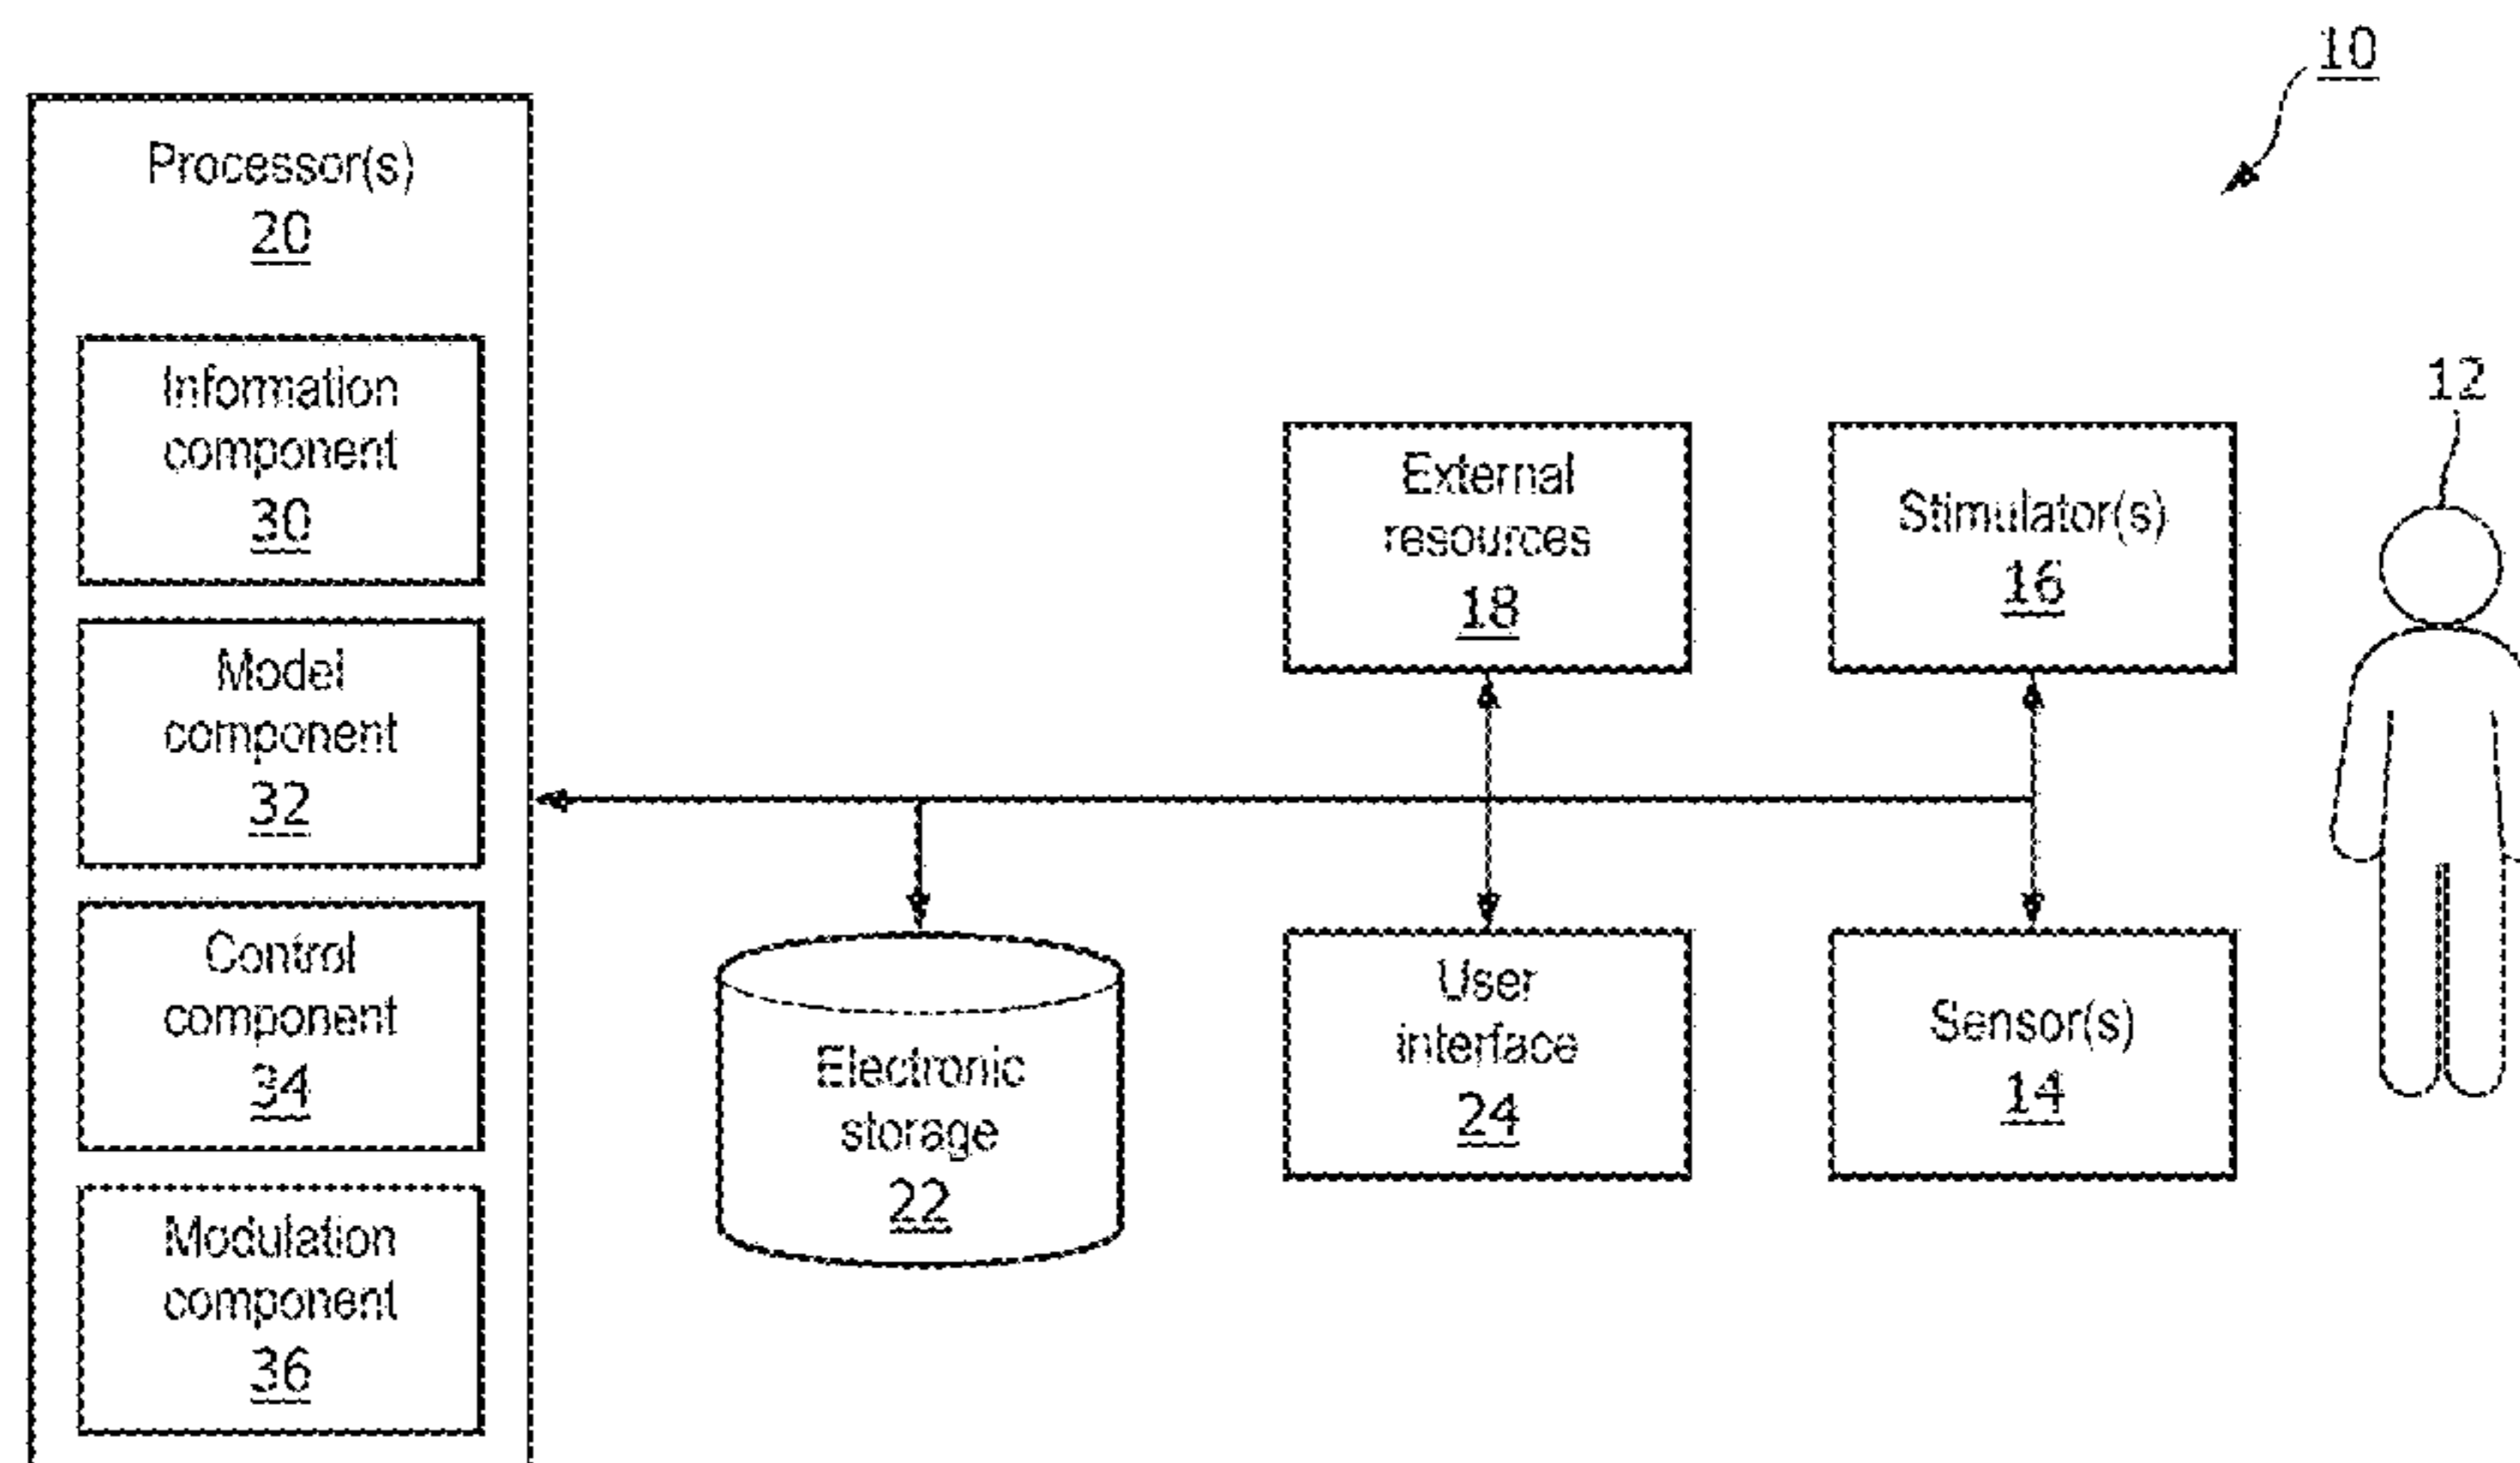 10
Processor(s)
20
Information
component
30
Model
component
32
Control
component
34
Modulation
component
36
External
resources
18
Stimulator(s)
16
12
Electronic
storage
22
User
interface
24
Sensor(s)
14